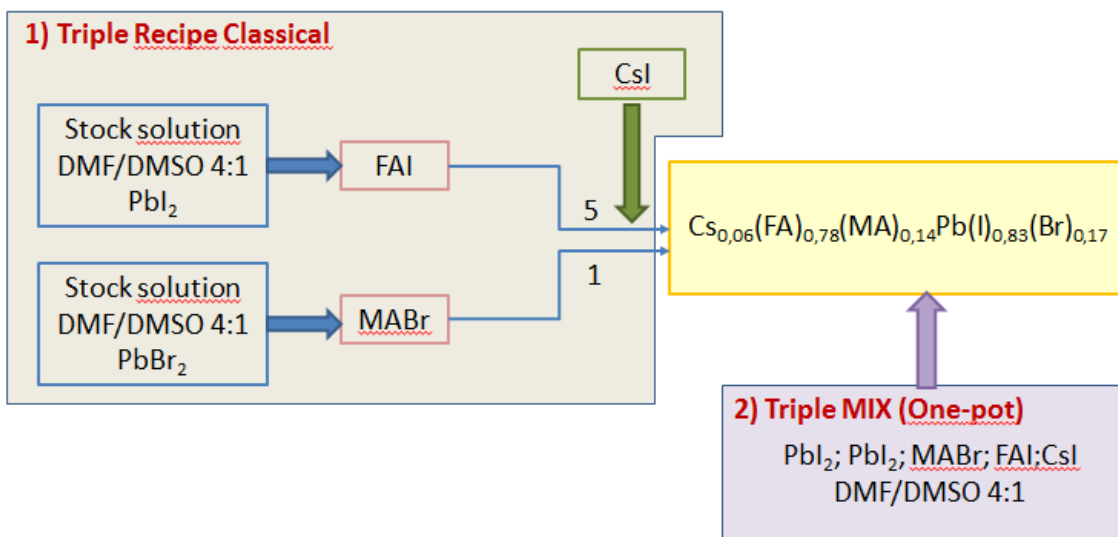 1) Triple Recipe Classical
CsI
Stock solution
DMF/DMSO 4:1
PbI₂
FAI
5
Cs₀,₀₆(FA)₀,₇₈(MA)₀,₁₄Pb(I)₀,₈₃(Br)₀,₁₇
1
Stock solution
DMF/DMSO 4:1
PbBr₂
MABr
2) Triple MIX (One-pot)
PbI₂; PbI₂; MABr; FAI;CsI
DMF/DMSO 4:1